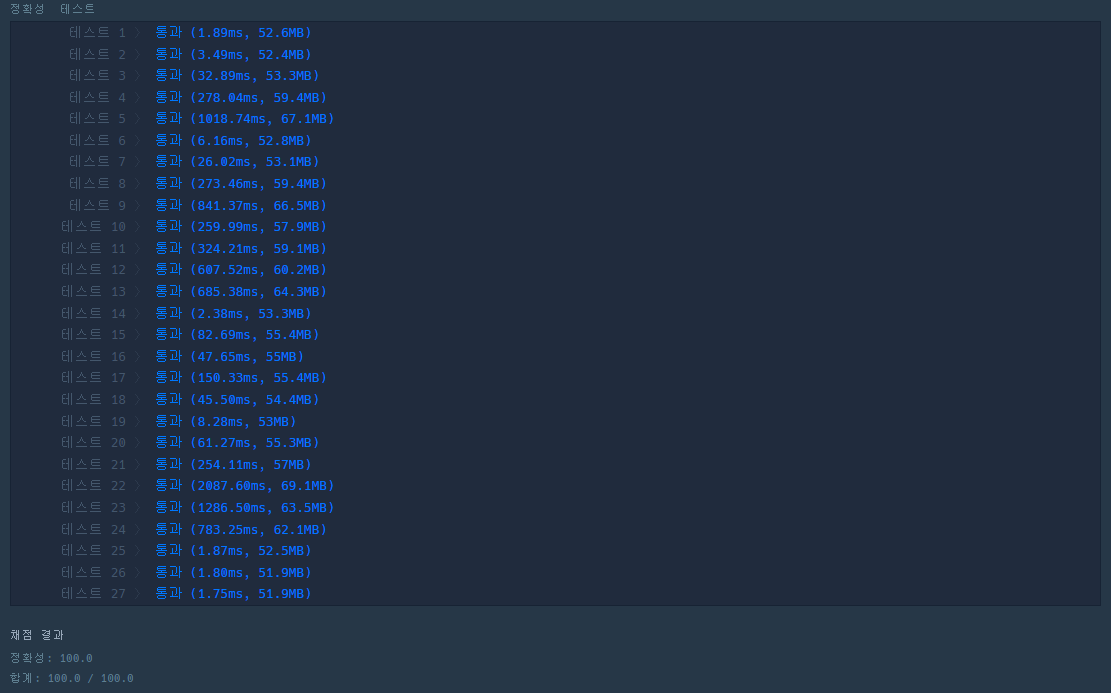 정확성 테스트
테스트 1 〉 통과 (1.89ms, 52.6MB)
테스트 2 〉 통과 (3.49ms, 52.4MB)
테스트 3 〉 통과 (32.89ms, 53.3MB)
테스트 4 〉 통과 (278.04ms, 59.4MB)
테스트 5 〉 통과 (1018.74ms, 67.1MB)
테스트 6 〉 통과 (6.16ms, 52.8MB)
테스트 7 〉 통과 (26.02ms, 53.1MB)
테스트 8 〉 통과 (273.46ms, 59.4MB)
테스트 9 〉 통과 (841.37ms, 66.5MB)
테스트 10 〉 통과 (259.99ms, 57.9MB)
테스트 11 〉 통과 (324.21ms, 59.1MB)
테스트 12 〉 통과 (607.52ms, 60.2MB)
테스트 13 〉 통과 (685.38ms, 64.3MB)
테스트 14 〉 통과 (2.38ms, 53.3MB)
테스트 15 〉 통과 (82.69ms, 55.4MB)
테스트 16 〉 통과 (47.65ms, 55MB)
테스트 17 〉 통과 (150.33ms, 55.4MB)
테스트 18 〉 통과 (45.50ms, 54.4MB)
테스트 19 〉 통과 (8.28ms, 53MB)
테스트 20 〉 통과 (61.27ms, 55.3MB)
테스트 21 〉 통과 (254.11ms, 57MB)
테스트 22 〉 통과 (2087.60ms, 69.1MB)
테스트 23 〉 통과 (1286.50ms, 63.5MB)
테스트 24 〉 통과 (783.25ms, 62.1MB)
테스트 25 〉 통과 (1.87ms, 52.5MB)
테스트 26 〉 통과 (1.80ms, 51.9MB)
테스트 27 〉 통과 (1.75ms, 51.9MB)
채점 결과
정확성: 100.0
합계: 100.0 / 100.0